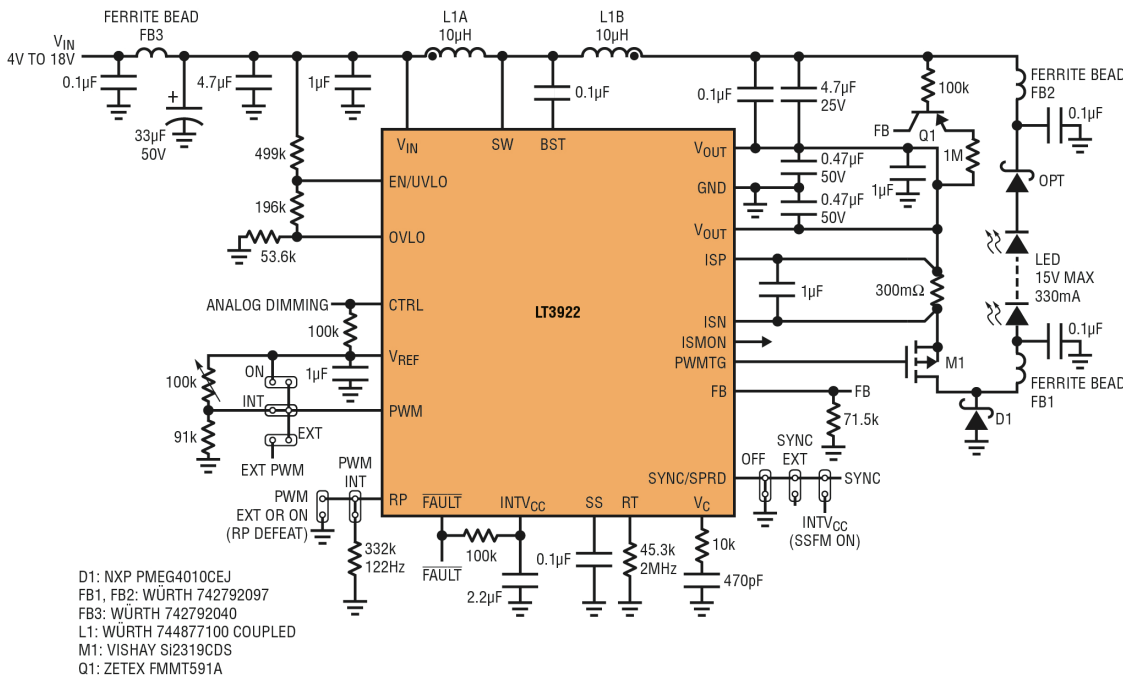 FERRITE BEAD
FB3
L1A
10µH
L1B
10µH
VIN
4V TO 18V
0.1µF
+
33µF
50V
4.7µF
1µF
0.1µF
0.1µF
4.7µF
25V
100k
FB
Q1
1M
FERRITE BEAD
FB2
0.1µF
499k
196k
53.6k
VIN
SW
BST
EN/UVLO
OVLO
VOUT
GND
VOUT
0.47µF
50V
0.47µF
50V
1µF
OPT
LED
15V MAX
330mA
ISP
1µF
300mΩ
ISN
ISMON
PWMTG
M1
0.1µF
FERRITE BEAD
FB1
D1
ANALOG DIMMING
CTRL
100k
LT3922
VREF
1µF
100k
ON
INT
PWM
91k
EXT
EXT PWM
FB
FB
71.5k
SYNC/SPRD
OFF
SYNC
EXT
SYNC
INTVCC
(SSFM ON)
PWM
INT
PWM
EXT OR ON
(RP DEFEAT)
RP
332k
122Hz
FAULT
INTVCC
SS
RT
VC
100k
FAULT
2.2µF
0.1µF
45.3k
2MHz
10k
470pF
D1: NXP PMEG4010CEJ
FB1, FB2: WÜRTH 742792097
FB3: WÜRTH 742792040
L1: WÜRTH 744877100 COUPLED
M1: VISHAY Si2319CDS
Q1: ZETEX FMMT591A